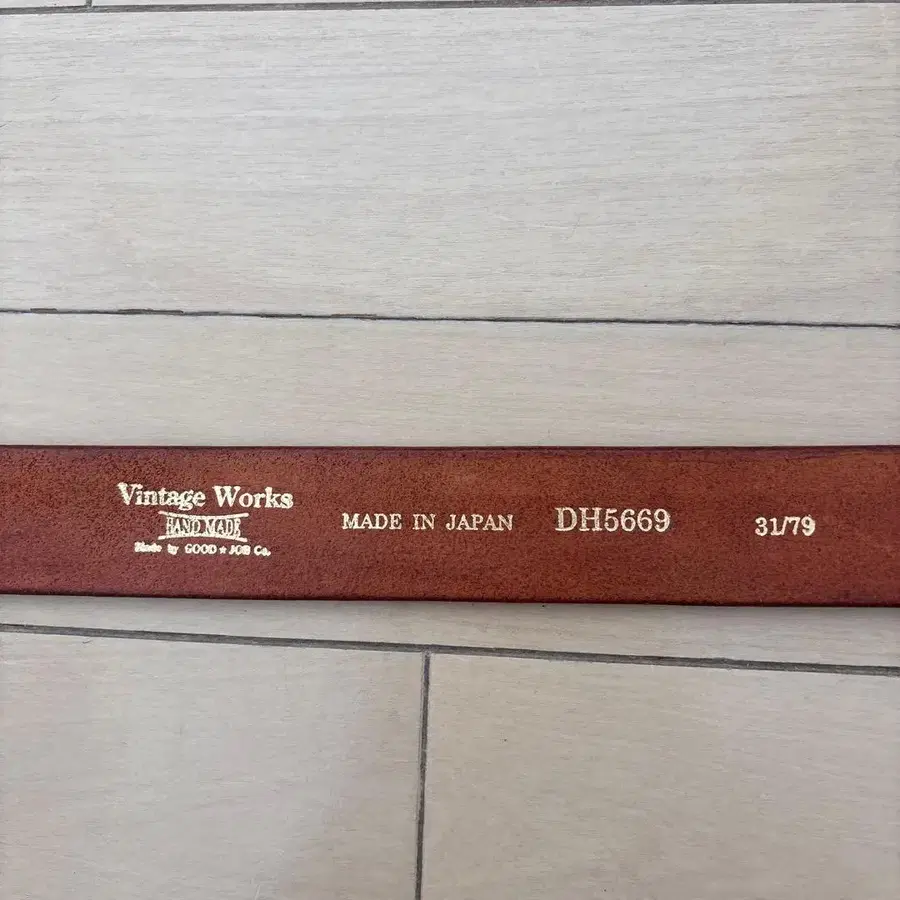 Vintage Works
HAND MADE
Made by GOOD★JOB Co.
MADE IN JAPAN
DH5669
31/79